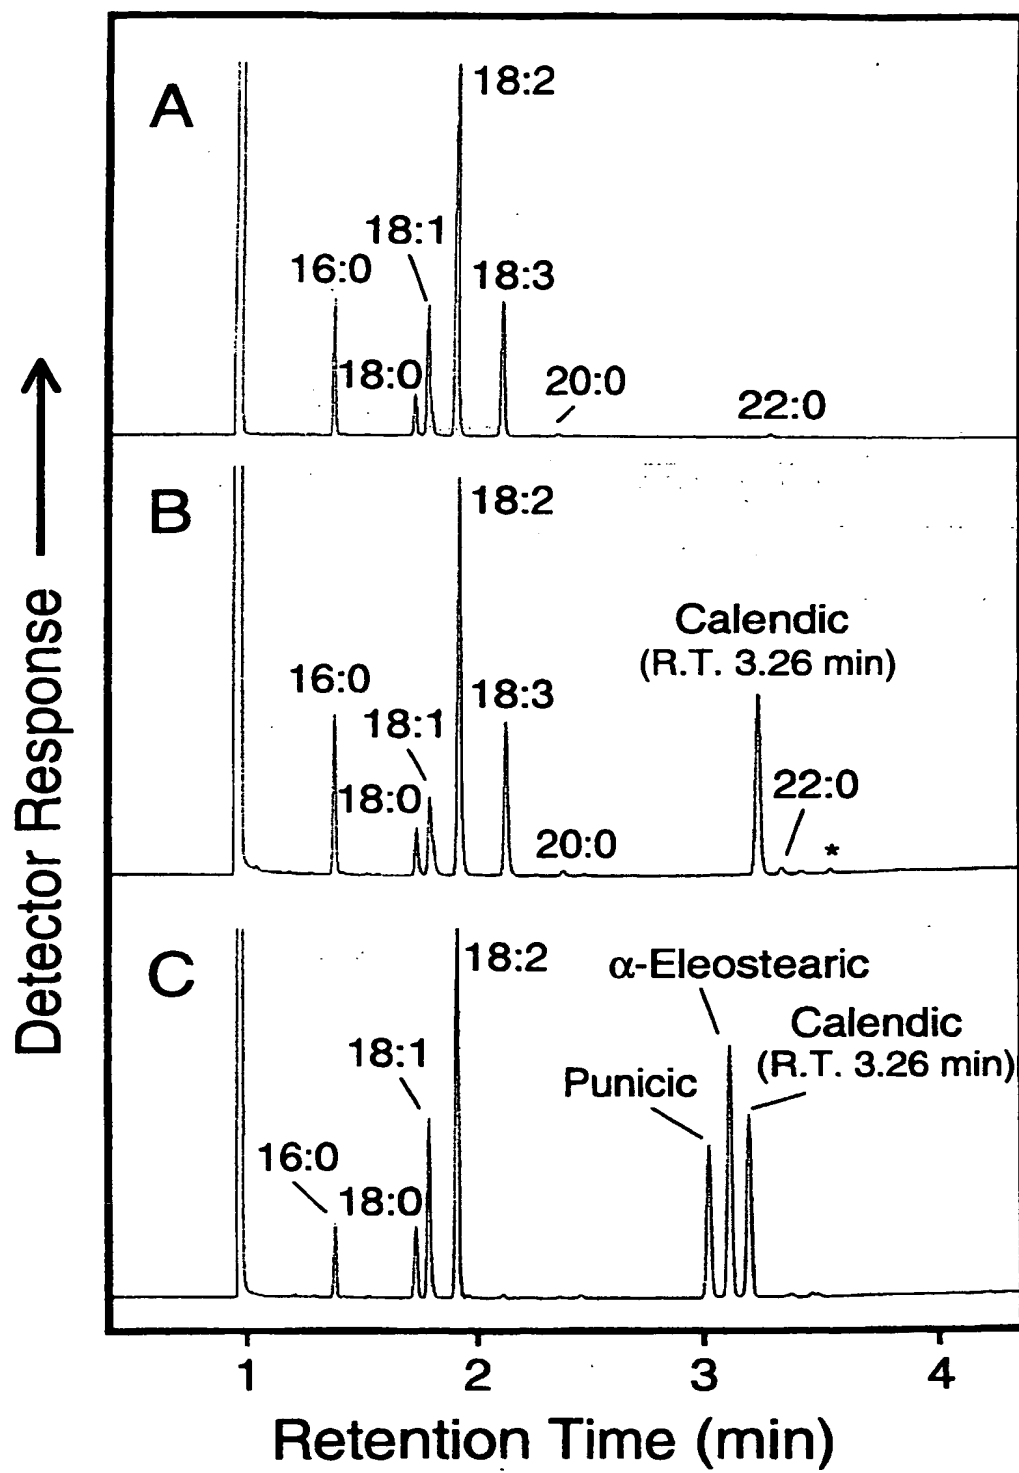 A
18:2
18:1
16:0
18:3
18:0
20:0
22:0
B
18:2
Calendic
(R.T. 3.26 min)
16:0
18:3
18:1
18:0
22:0
20:0
*
C
18:2
α-Eleostearic
Calendic
(R.T. 3.26 min)
18:1
Punicic
16:0
18:0
Detector Response
1 2 3 4
Retention Time (min)